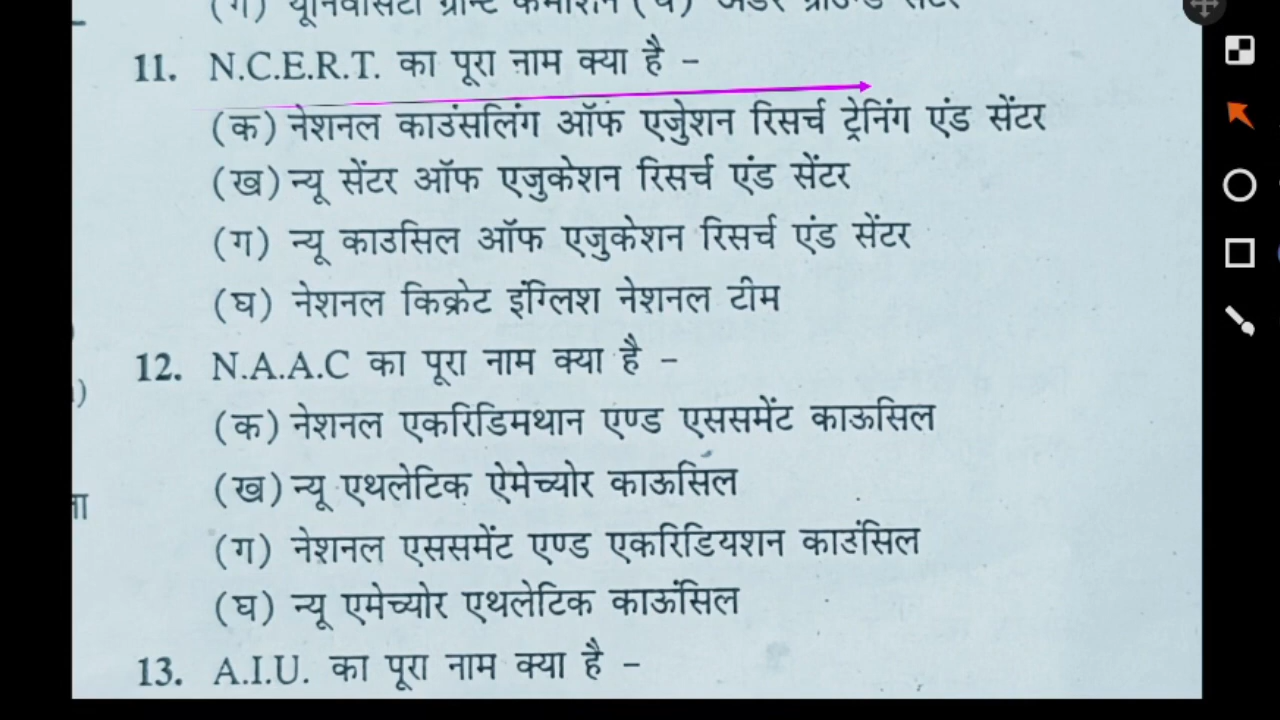 11. N.C.E.R.T. का पूरा नाम क्या है -
(क) नेशनल काउंसलिंग ऑफ एजुेशन रिसर्च ट्रेनिंग एंड सेंटर
(ख) न्यू सेंटर ऑफ एजुकेशन रिसर्च एंड सेंटर
(ग) न्यू काउसिल ऑफ एजुकेशन रिसर्च एंड सेंटर
(घ) नेशनल किक्रेट इंग्लिश नेशनल टीम
12. N.A.A.C का पूरा नाम क्या है -
(क) नेशनल एकरिडिमथान एण्ड एससमेंट काऊसिल
(ख) न्यू एथलेटिक ऐमेच्योर काऊसिल
(ग) नेशनल एससमेंट एण्ड एकरिडियशन काउंसिल
(घ) न्यू एमेच्योर एथलेटिक काऊंसिल
13. A.I.U. का पूरा नाम क्या है -